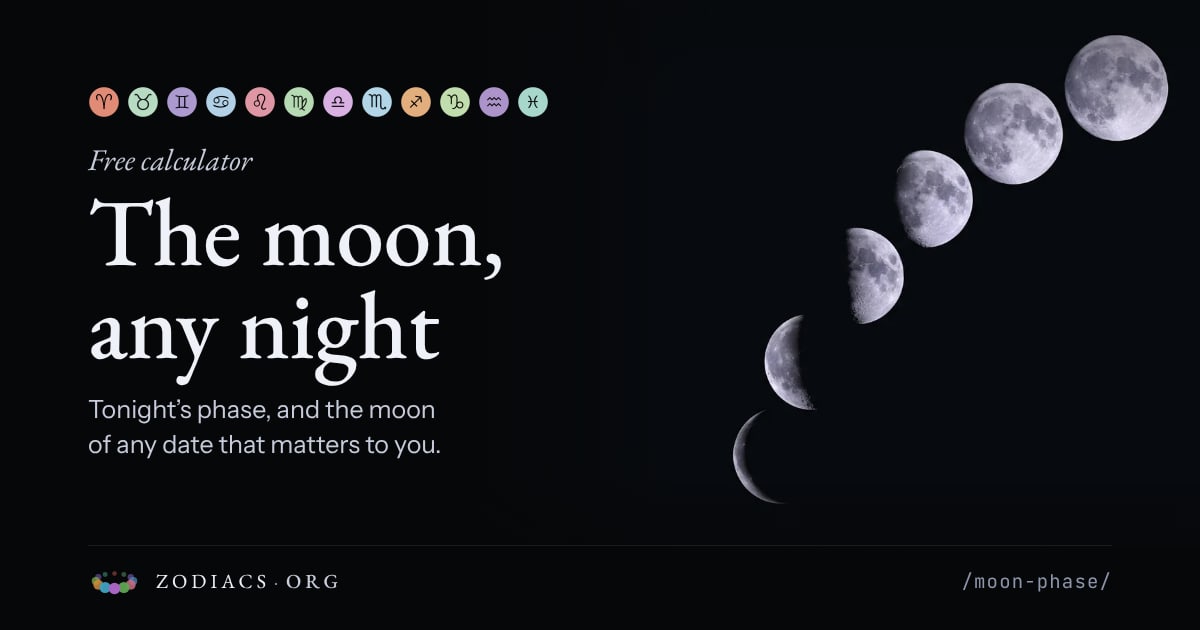 ♈ ♉ ♊ ♋ ♌ ♍ ♎ ♏ ♐ ♑ ♒ ♓
Free calculator
The moon,
any night
Tonight’s phase, and the moon
of any date that matters to you.
ZODIACS·ORG
/moon-phase/